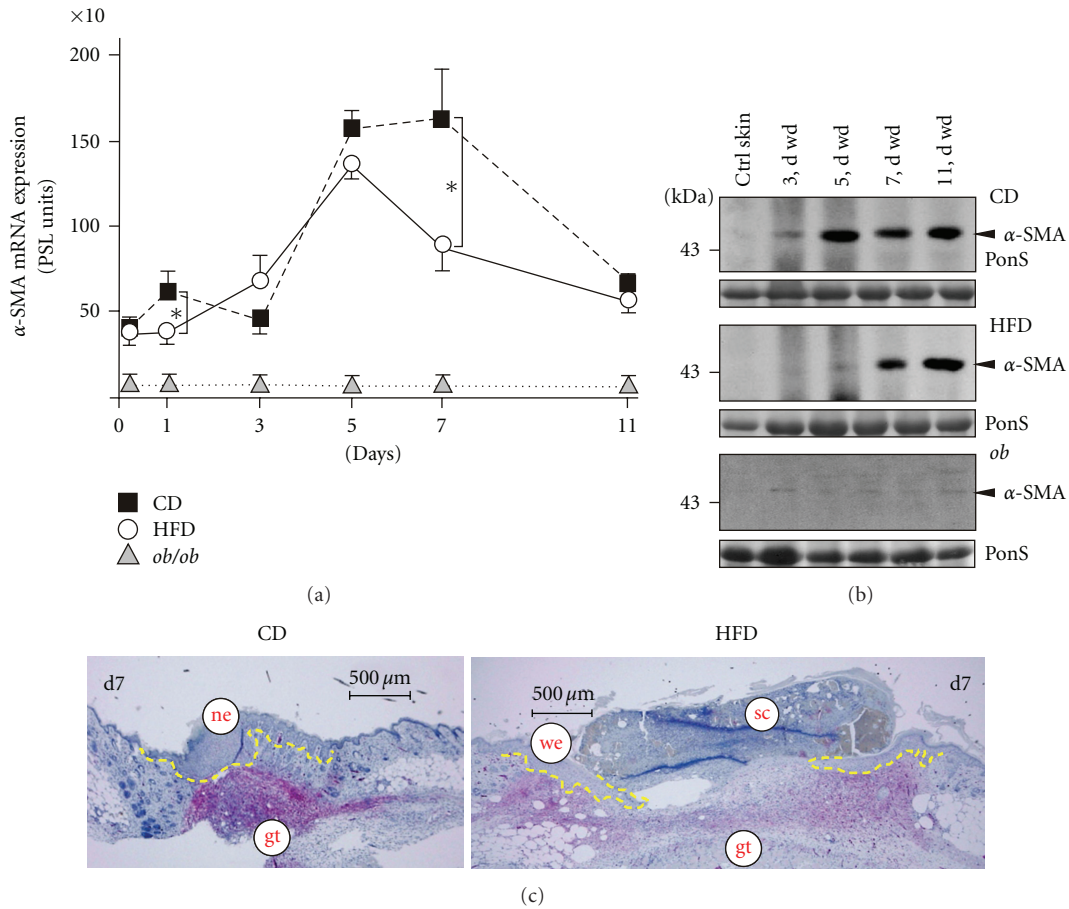 ×10
200
150
100
50
α-SMA mRNA expression
(PSL units)
*
*
0 1 3 5 7 11
(Days)
CD
HFD
ob/ob
(a)
Ctrl skin
3, d wd
5, d wd
7, d wd
11, d wd
(kDa)
CD
43
α-SMA
PonS
HFD
43
α-SMA
PonS
ob
43
α-SMA
PonS
(b)
CD
d7
ne
500 µm
gt
HFD
500 µm
d7
we
sc
gt
(c)